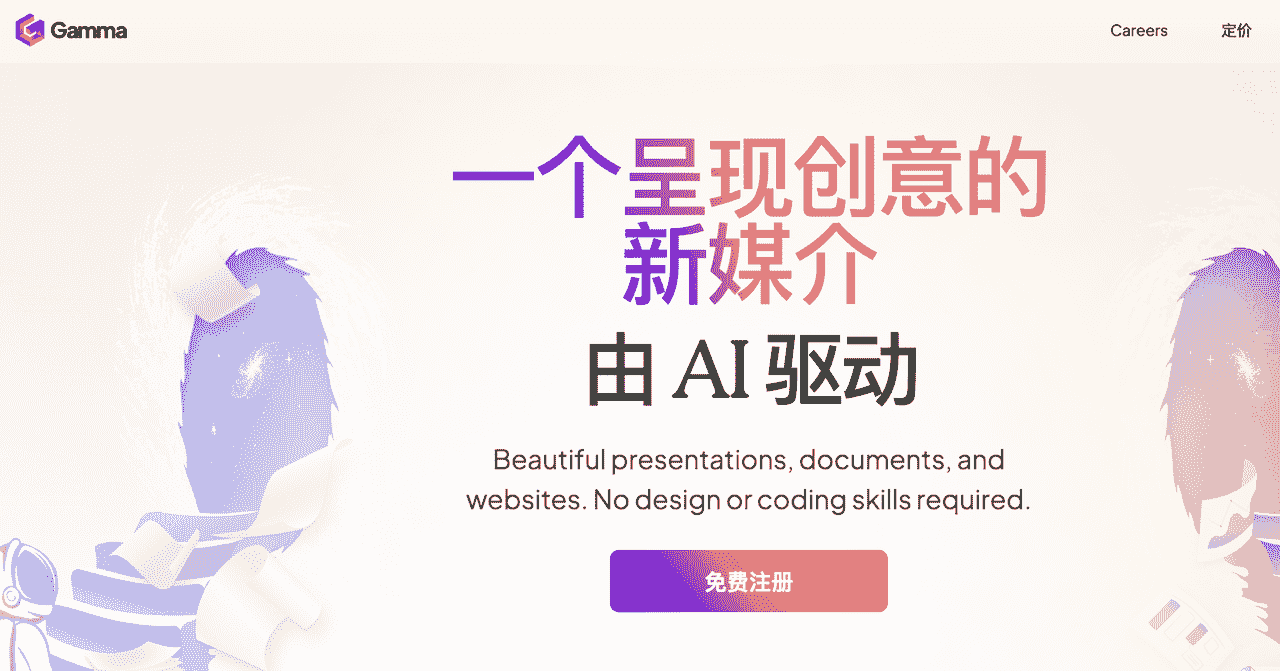 Gamma
Careers
定价
一个呈现创意的
新媒介
由 AI 驱动
Beautiful presentations, documents, and
websites. No design or coding skills required.
免费注册